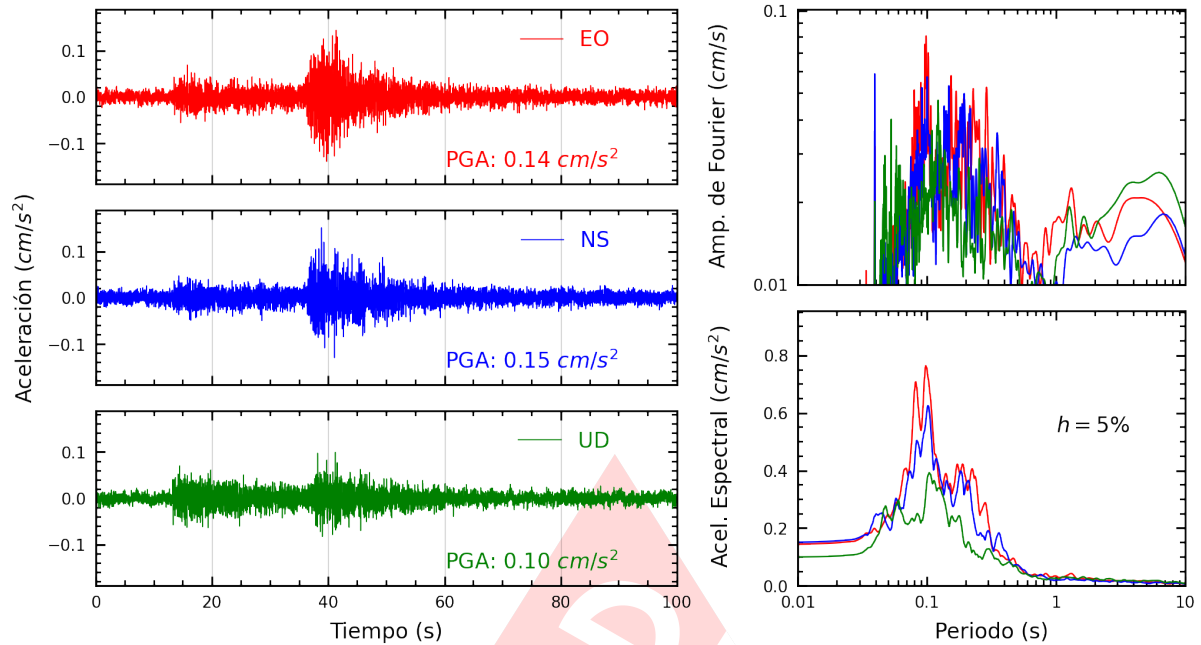 Aceleración (cm/s²)
0.1
0.0
−0.1
EO
PGA: 0.14 cm/s²
0.1
0.0
−0.1
NS
PGA: 0.15 cm/s²
0.1
0.0
−0.1
UD
PGA: 0.10 cm/s²
0 20 40 60 80 100
Tiempo (s)
Amp. de Fourier (cm/s)
0.1
0.01
Acel. Espectral (cm/s²)
0.8
0.6
0.4
0.2
0.0
h = 5%
0.01 0.1 1 10
Periodo (s)